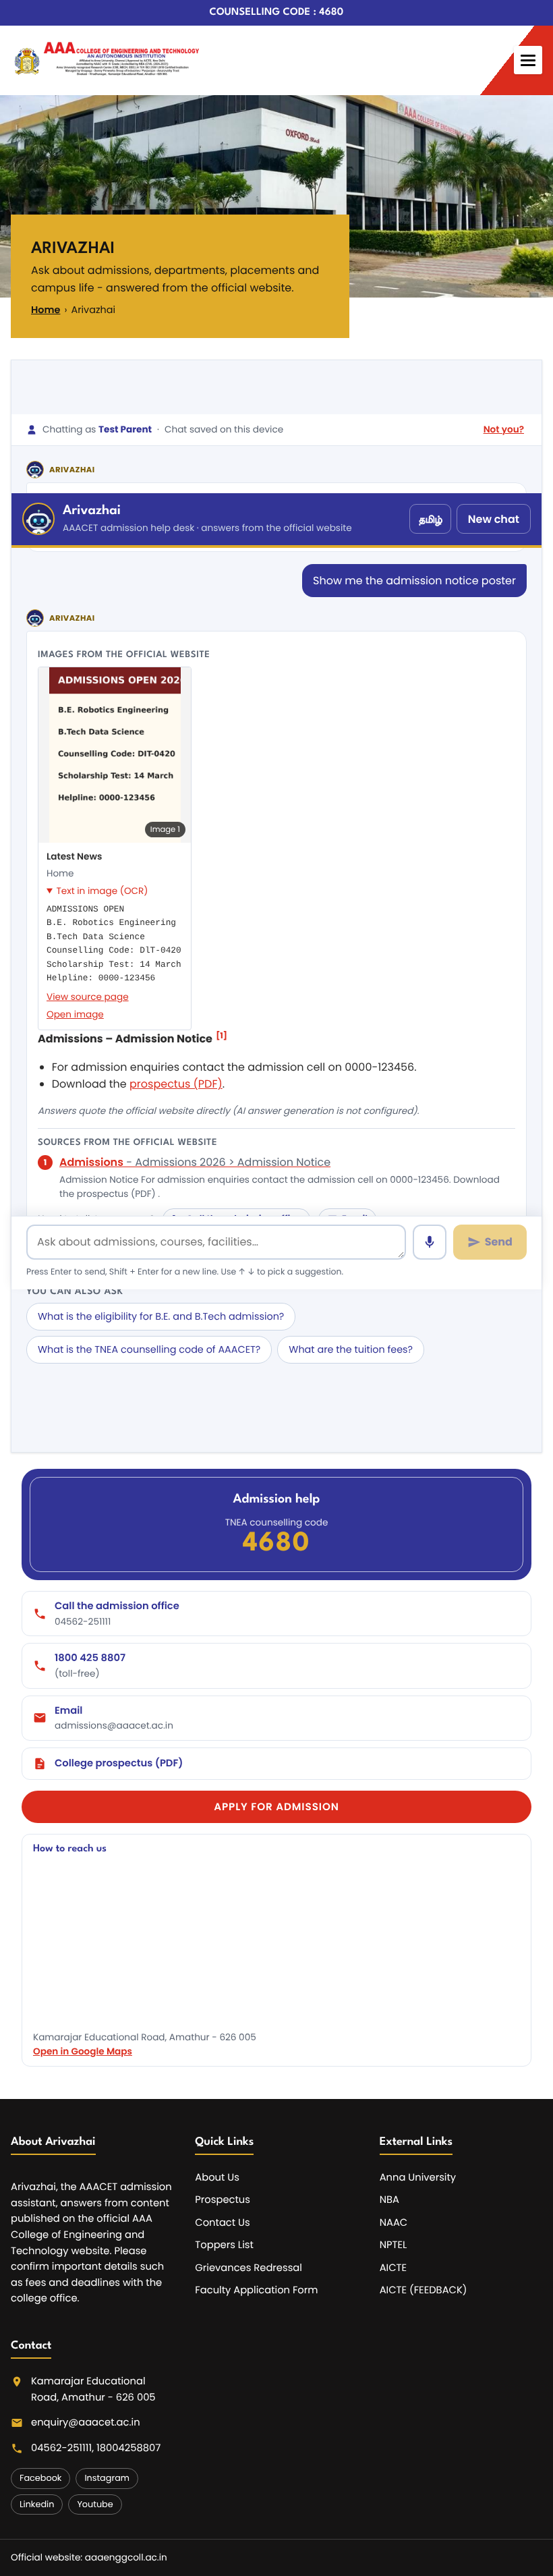 COUNSELLING CODE : 4680
AAA COLLEGE OF ENGINEERING AND TECHNOLOGY
AN AUTONOMOUS INSTITUTION
OXFORD
ARIVAZHAI
Ask about admissions, departments, placements and
campus life - answered from the official website.
Home › Arivazhai
Chatting as Test Parent · Chat saved on this device
Not you?
ARIVAZHAI
Arivazhai
AAACET admission help desk · answers from the official website
தமிழ்
New chat
Show me the admission notice poster
ARIVAZHAI
IMAGES FROM THE OFFICIAL WEBSITE
ADMISSIONS OPEN 202
B.E. Robotics Engineering
B.Tech Data Science
Counselling Code: DIT-0420
Scholarship Test: 14 March
Helpline: 0000-123456
Image 1
Latest News
Home
▼ Text in image (OCR)
ADMISSIONS OPEN
B.E. Robotics Engineering
B.Tech Data Science
Counselling Code: DlT-0420
Scholarship Test: 14 March
Helpline: 0000-123456
View source page
Open image
Admissions – Admission Notice [1]
• For admission enquiries contact the admission cell on 0000-123456.
• Download the prospectus (PDF).
Answers quote the official website directly (AI answer generation is not configured).
SOURCES FROM THE OFFICIAL WEBSITE
1 Admissions - Admissions 2026 > Admission Notice
Admission Notice For admission enquiries contact the admission cell on 0000-123456. Download
the prospectus (PDF) .
Ask about admissions, courses, facilities...
Send
Press Enter to send, Shift + Enter for a new line. Use ↑ ↓ to pick a suggestion.
YOU CAN ALSO ASK
What is the eligibility for B.E. and B.Tech admission?
What is the TNEA counselling code of AAACET?
What are the tuition fees?
Admission help
TNEA counselling code
4680
Call the admission office
04562-251111
1800 425 8807
(toll-free)
Email
admissions@aaacet.ac.in
College prospectus (PDF)
APPLY FOR ADMISSION
How to reach us
Kamarajar Educational Road, Amathur - 626 005
Open in Google Maps
About Arivazhai
Arivazhai, the AAACET admission
assistant, answers from content
published on the official AAA
College of Engineering and
Technology website. Please
confirm important details such
as fees and deadlines with the
college office.
Quick Links
About Us
Prospectus
Contact Us
Toppers List
Grievances Redressal
Faculty Application Form
External Links
Anna University
NBA
NAAC
NPTEL
AICTE
AICTE (FEEDBACK)
Contact
Kamarajar Educational
Road, Amathur - 626 005
enquiry@aaacet.ac.in
04562-251111, 18004258807
Facebook
Instagram
Linkedin
Youtube
Official website: aaaenggcoll.ac.in